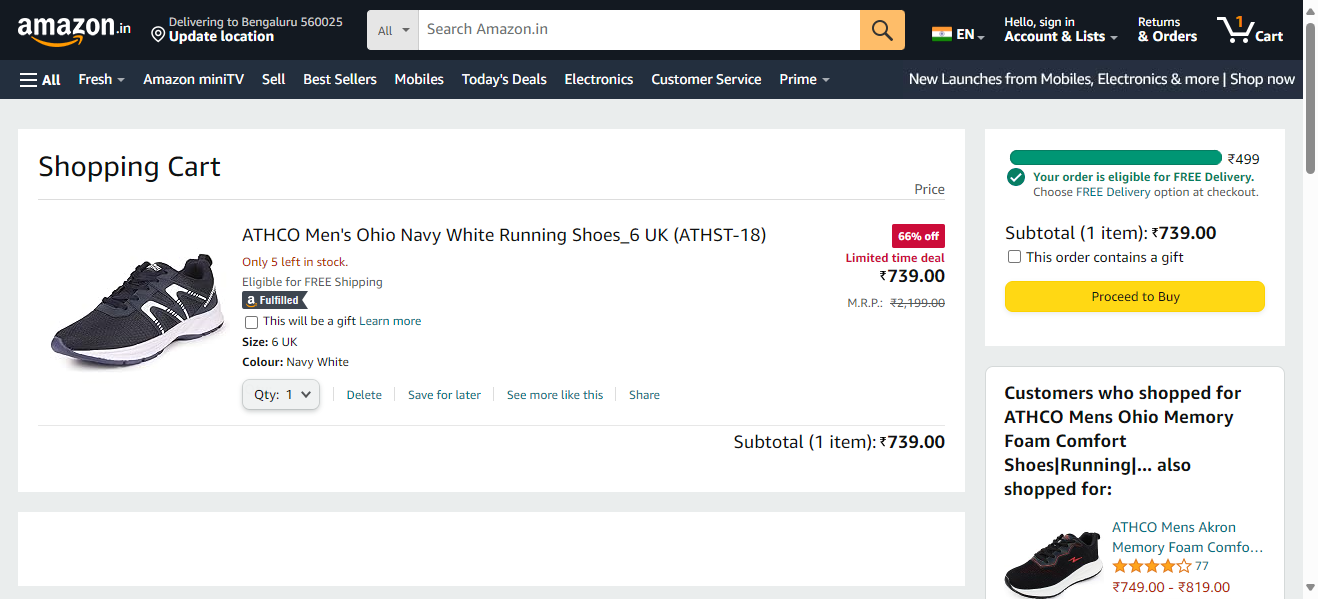 amazon.in
Delivering to Bengaluru 560025
Update location
All
Search Amazon.in
EN
Hello, sign in
Account & Lists
Returns
& Orders
1
Cart
All
Fresh
Amazon miniTV
Sell
Best Sellers
Mobiles
Today's Deals
Electronics
Customer Service
Prime
New Launches from Mobiles, Electronics & more | Shop now
Shopping Cart
Price
ATHCO Men's Ohio Navy White Running Shoes_6 UK (ATHST-18)
66% off
Only 5 left in stock.
Limited time deal
Eligible for FREE Shipping
₹739.00
a Fulfilled
M.R.P.: ₹2,199.00
This will be a gift Learn more
Size: 6 UK
Colour: Navy White
Qty: 1
Delete
Save for later
See more like this
Share
Subtotal (1 item): ₹739.00
₹499
Your order is eligible for FREE Delivery.
Choose FREE Delivery option at checkout.
Subtotal (1 item): ₹739.00
This order contains a gift
Proceed to Buy
Customers who shopped for
ATHCO Mens Ohio Memory
Foam Comfort
Shoes|Running|... also
shopped for:
ATHCO Mens Akron
Memory Foam Comfo...
77
₹749.00 - ₹819.00